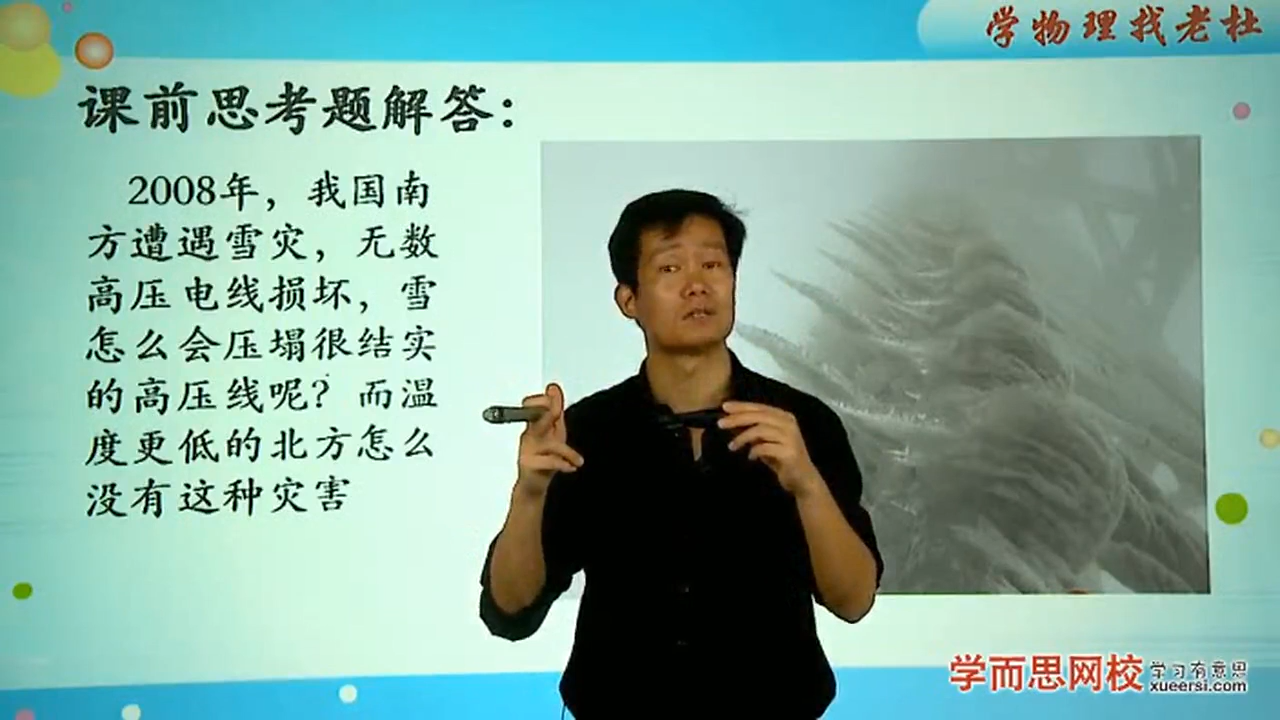 学物理找老杜
课前思考题解答：
2008年，我国南
方遭遇雪灾，无数
高压电线损坏，雪
怎么会压塌很结实
的高压线呢？而温
度更低的北方怎么
没有这种灾害
学而思网校 学习有意思
xueersi.com